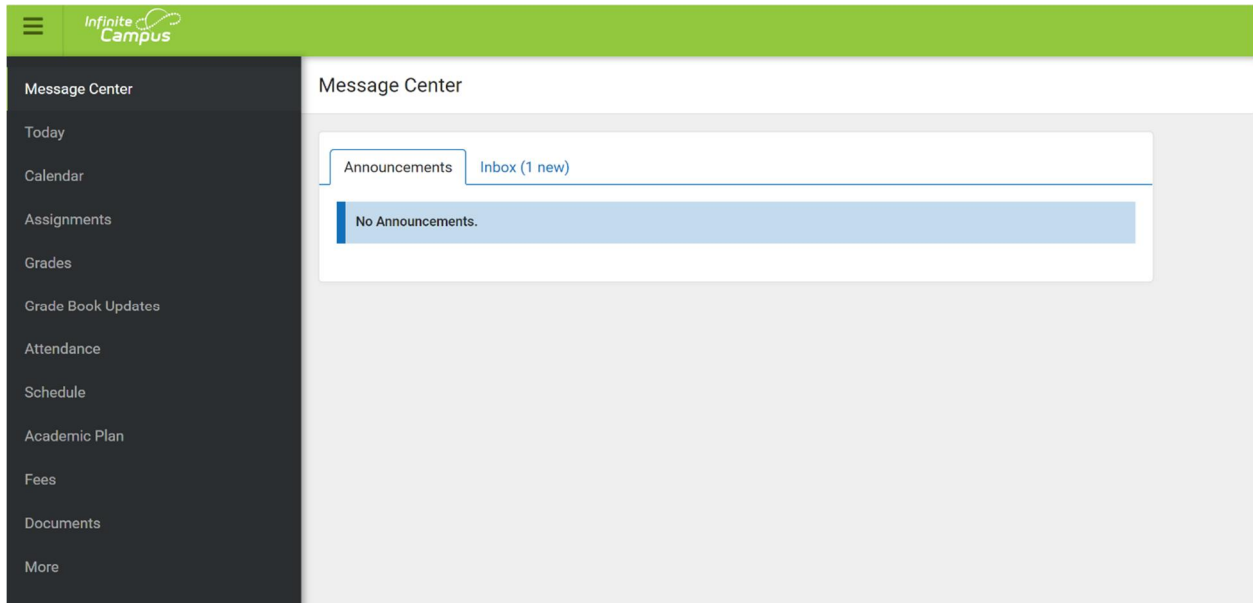 Infinite
Campus
Message Center
Today
Calendar
Assignments
Grades
Grade Book Updates
Attendance
Schedule
Academic Plan
Fees
Documents
More
Message Center
Announcements
Inbox (1 new)
No Announcements.